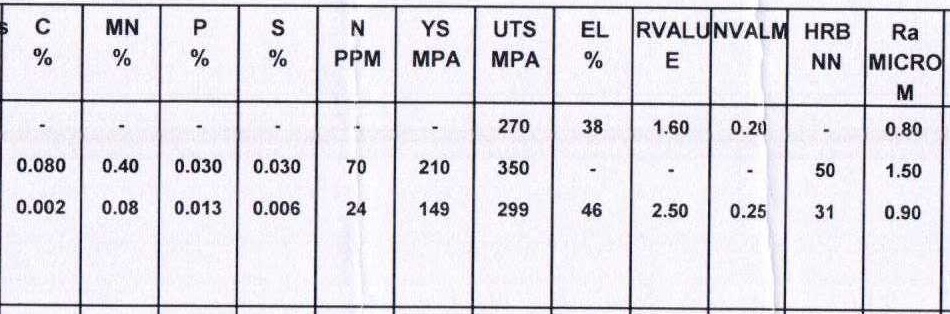 s C MN P S N YS UTS EL RVALU NVALM HRB Ra
% % % % PPM MPA MPA % E NN MICRO
M
- - - - - - 270 38 1.60 0.20 - 0.80
0.080 0.40 0.030 0.030 70 210 350 - - - 50 1.50
0.002 0.08 0.013 0.006 24 149 299 46 2.50 0.25 31 0.90